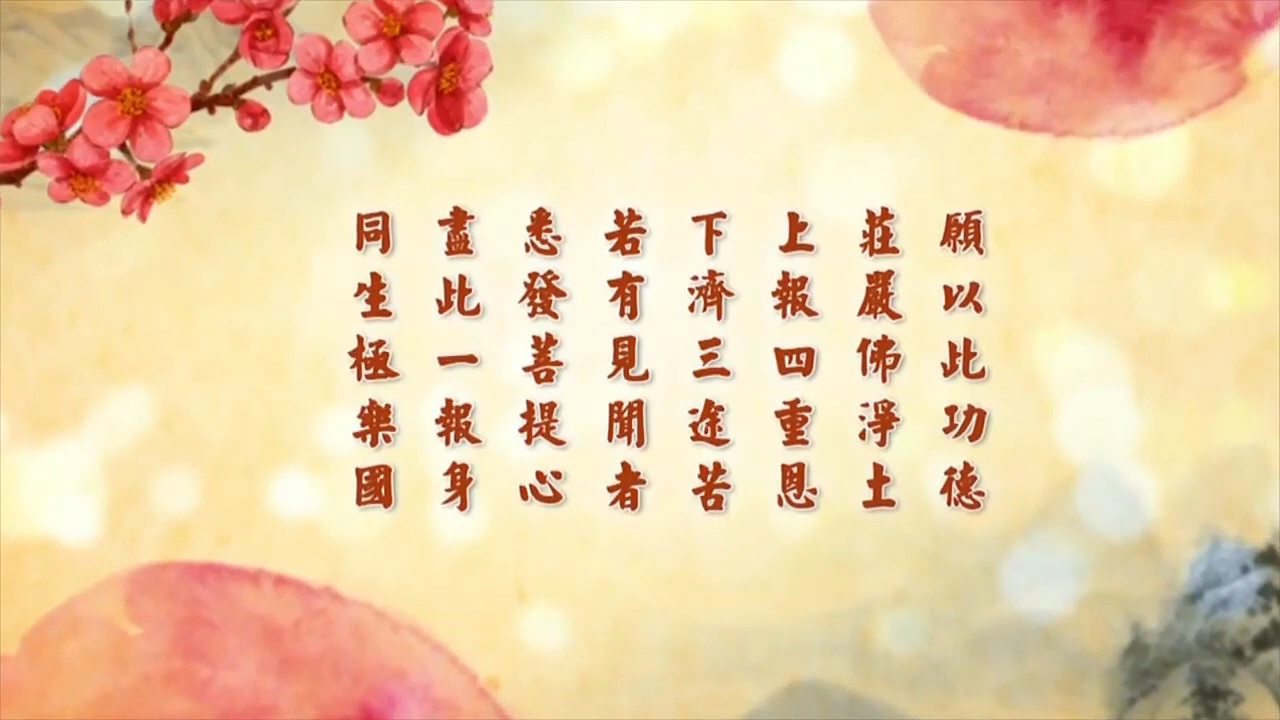 願以此功德
莊嚴佛淨土
上報四重恩
下濟三途苦
若有見聞者
悉發菩提心
盡此一報身
同生極樂國